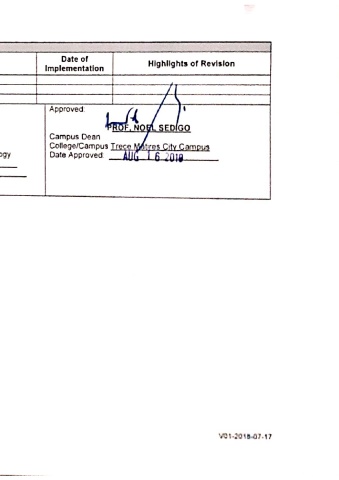 Date of
Implementation
Highlights of Revision
Approved:
PROF. NOEL SEDIGO
Campus Dean
College/Campus Trece Matires City Campus
ogy Date Approved: AUG 16 2018
V01-2018-07-17